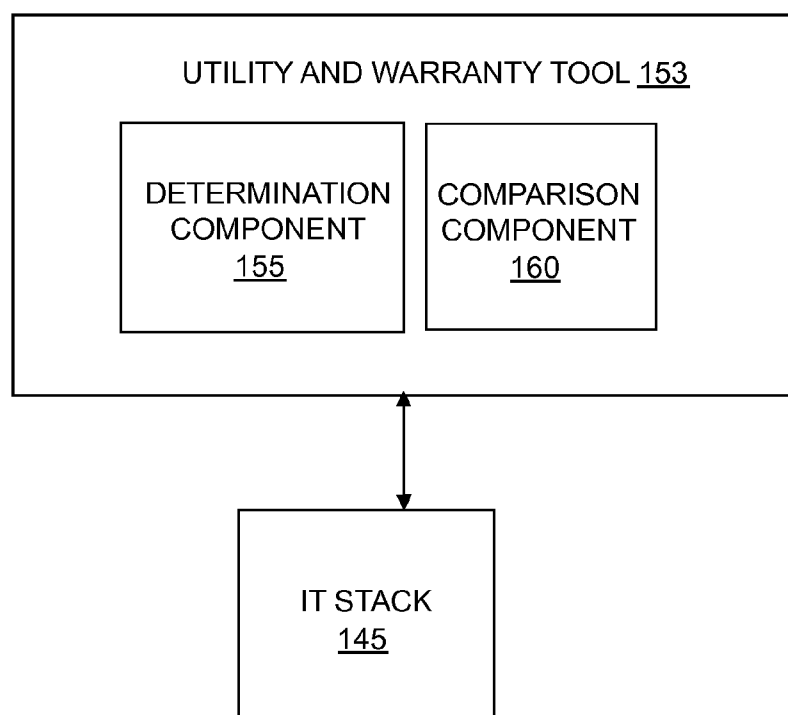 UTILITY AND WARRANTY TOOL 153
DETERMINATION
COMPONENT
155
COMPARISON
COMPONENT
160
IT STACK
145